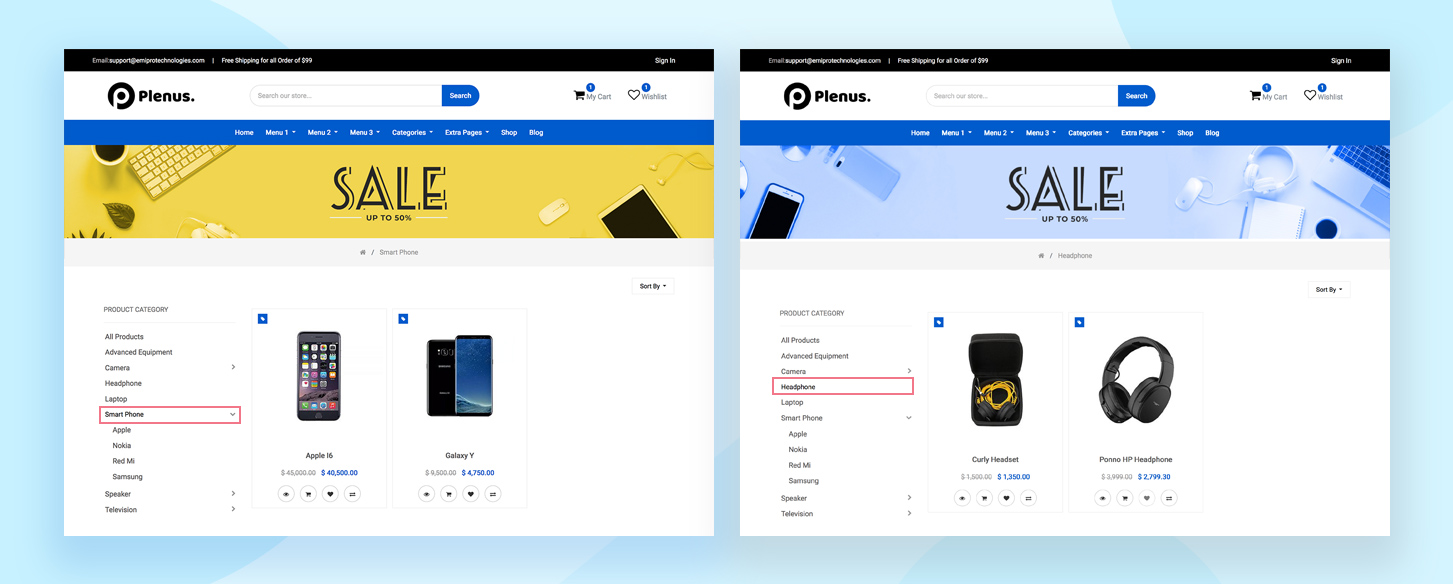 Email:support@emiprotechnologies.com | Free Shipping for all Order of $99 Sign In
Plenus. Search our store... Search 1 My Cart 1 Wishlist
Home Menu 1 Menu 2 Menu 3 Categories Extra Pages Shop Blog
SALE
UP TO 50%
/ Smart Phone
Sort By
PRODUCT CATEGORY
All Products
Advanced Equipment
Camera
Headphone
Laptop
Smart Phone
Apple
Nokia
Red Mi
Samsung
Speaker
Television
Apple I6
$ 45,000.00 $ 40,500.00
Galaxy Y
$ 9,500.00 $ 4,750.00
Email:support@emiprotechnologies.com | Free Shipping for all Order of $99 Sign In
Plenus. Search our store... Search 1 My Cart 1 Wishlist
Home Menu 1 Menu 2 Menu 3 Categories Extra Pages Shop Blog
SALE
UP TO 50%
/ Headphone
Sort By
PRODUCT CATEGORY
All Products
Advanced Equipment
Camera
Headphone
Laptop
Smart Phone
Apple
Nokia
Red Mi
Samsung
Speaker
Television
Curly Headset
$ 1,500.00 $ 1,350.00
Ponno HP Headphone
$ 3,999.00 $ 2,799.30